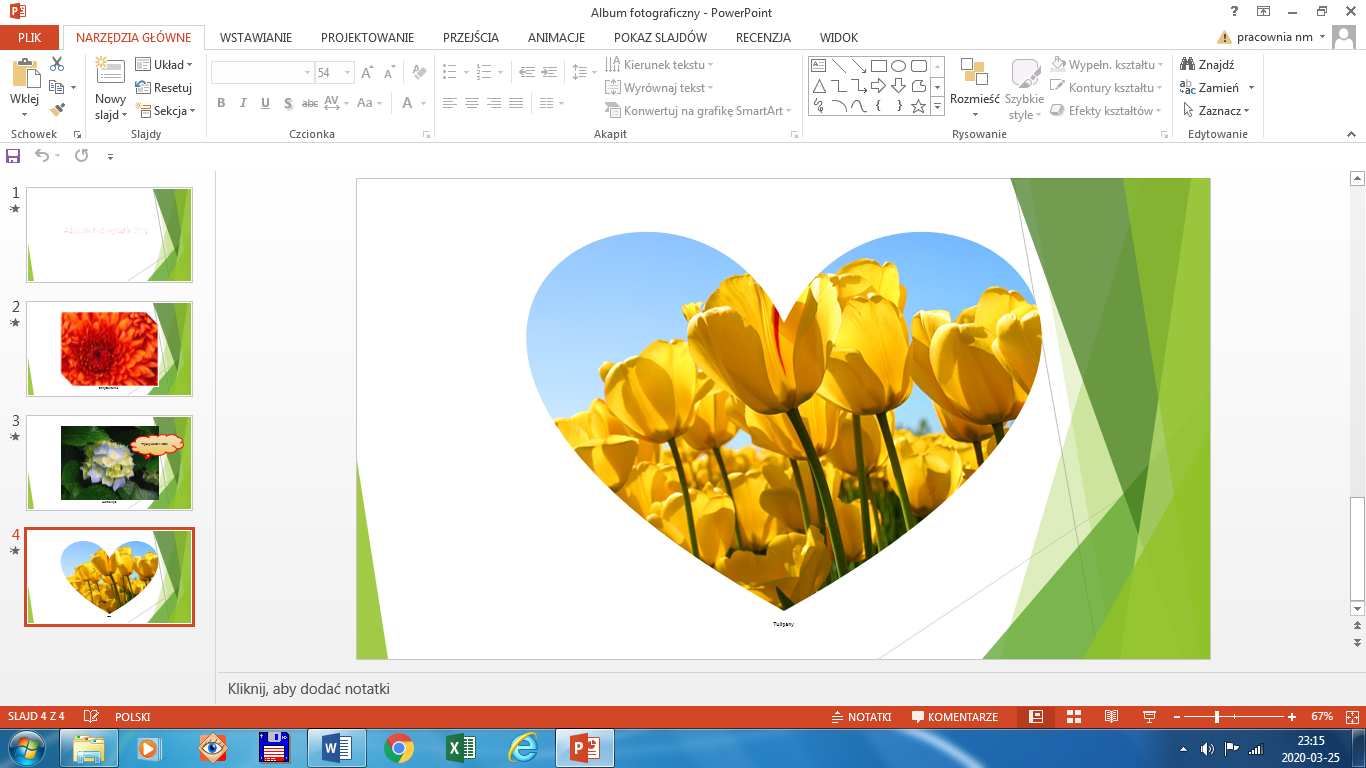 Album fotograficzny - PowerPoint
PLIK
NARZĘDZIA GŁÓWNE
WSTAWIANIE
PROJEKTOWANIE
PRZEJŚCIA
ANIMACJE
POKAZ SLAJDÓW
RECENZJA
WIDOK
pracownia nm
Wklej
Schowek
Nowy
slajd
Układ
Resetuj
Sekcja
Slajdy
54
Czcionka
Kierunek tekstu
Wyrównaj tekst
Konwertuj na grafikę SmartArt
Akapit
Rozmieść
Szybkie
style
Wypełn. kształtu
Kontury kształtu
Efekty kształtów
Rysowanie
Znajdź
Zamień
Zaznacz
Edytowanie
1
Album fotograficzny
2
3
4
Tulipany
Kliknij, aby dodać notatki
SLAJD 4 Z 4
POLSKI
NOTATKI
KOMENTARZE
67%
23:15
2020-03-25